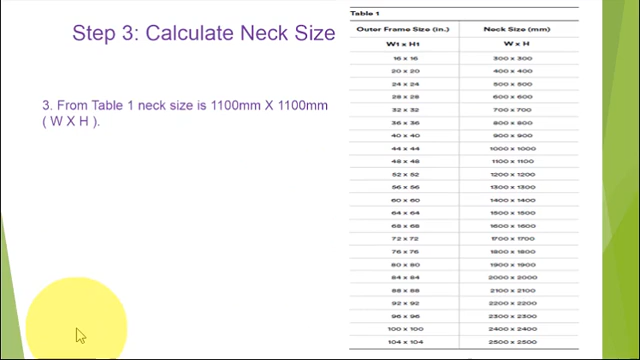 Step 3: Calculate Neck Size
3. From Table 1 neck size is 1100mm X 1100mm
( W X H ).
Table 1
Outer Frame Size (in.) Neck Size (mm)
W1 x H1 W x H
16 x 16 300 x 300
20 x 20 400 x 400
24 x 24 500 x 500
28 x 28 600 x 600
32 x 32 700 x 700
36 x 36 800 x 800
40 x 40 900 x 900
44 x 44 1000 x 1000
48 x 48 1100 x 1100
52 x 52 1200 x 1200
56 x 56 1300 x 1300
60 x 60 1400 x 1400
64 x 64 1500 x 1500
68 x 68 1600 x 1600
72 x 72 1700 x 1700
76 x 76 1800 x 1800
80 x 80 1900 x 1900
84 x 84 2000 x 2000
88 x 88 2100 x 2100
92 x 92 2200 x 2200
96 x 96 2300 x 2300
100 x 100 2400 x 2400
104 x 104 2500 x 2500